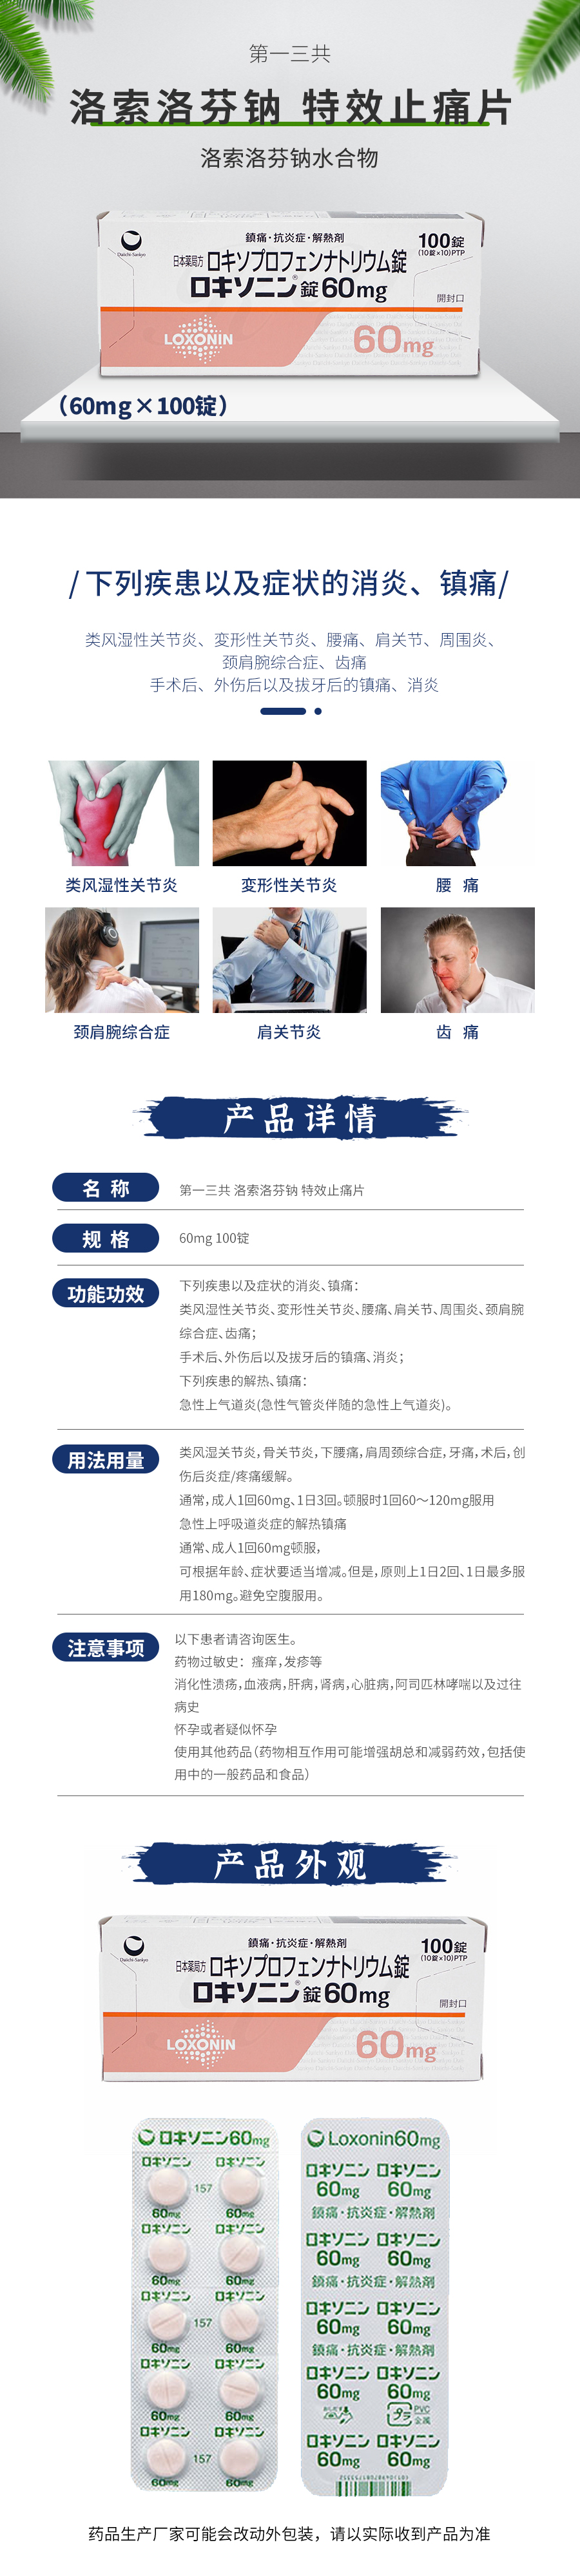 第一三共
洛索洛芬钠 特效止痛片
洛索洛芬钠水合物
Daiichi-Sankyo
鎮痛・抗炎症・解熱剤
100錠
(10錠×10)PTP
日本薬局方 ロキソプロフェンナトリウム錠
ロキソニン®錠60mg
開封口
LOXONIN
60mg
（60mg×100锭）
/下列疾患以及症状的消炎、镇痛/
类风湿性关节炎、変形性关节炎、腰痛、肩关节、周围炎、
颈肩腕综合症、齿痛
手术后、外伤后以及拔牙后的镇痛、消炎
类风湿性关节炎
变形性关节炎
腰 痛
颈肩腕综合症
肩关节炎
齿 痛
产品详情
名 称
第一三共 洛索洛芬钠 特效止痛片
规 格
60mg 100锭
功能功效
下列疾患以及症状的消炎、镇痛：
类风湿性关节炎、变形性关节炎、腰痛、肩关节、周围炎、颈肩腕
综合症、齿痛；
手术后、外伤后以及拔牙后的镇痛、消炎；
下列疾患的解热、镇痛：
急性上气道炎(急性气管炎伴随的急性上气道炎)。
用法用量
类风湿关节炎，骨关节炎，下腰痛，肩周颈综合症，牙痛，术后，创
伤后炎症/疼痛缓解。
通常，成人1回60mg、1日3回。顿服时1回60～120mg服用
急性上呼吸道炎症的解热镇痛
通常、成人1回60mg顿服，
可根据年龄、症状要适当增减。但是，原则上1日2回、1日最多服
用180mg。避免空腹服用。
注意事项
以下患者请咨询医生。
药物过敏史：瘙痒，发疹等
消化性溃疡，血液病，肝病，肾病，心脏病，阿司匹林哮喘以及过往
病史
怀孕或者疑似怀孕
使用其他药品（药物相互作用可能增强胡总和减弱药效，包括使
用中的一般药品和食品）
产品外观
Daiichi-Sankyo
鎮痛・抗炎症・解熱剤
100錠
(10錠×10)PTP
日本薬局方 ロキソプロフェンナトリウム錠
ロキソニン®錠60mg
開封口
LOXONIN
60mg
ロキソニン60mg
ロキソニン ロキソニン
157
60mg 60mg
ロキソニン ロキソニン
60mg 60mg
ロキソニン ロキソニン
157
60mg 60mg
ロキソニン ロキソニン
60mg 60mg
ロキソニン ロキソニン
157
60mg 60mg
Loxonin60mg
ロキソニン ロキソニン
60mg 60mg
鎮痛・抗炎症・解熱剤
ロキソニン ロキソニン
60mg 60mg
鎮痛・抗炎症・解熱剤
ロキソニン ロキソニン
60mg 60mg
鎮痛・抗炎症・解熱剤
ロキソニン ロキソニン
60mg 60mg
プラ
PVC
金属
ロキソニン ロキソニン
60mg 60mg
药品生产厂家可能会改动外包装，请以实际收到产品为准